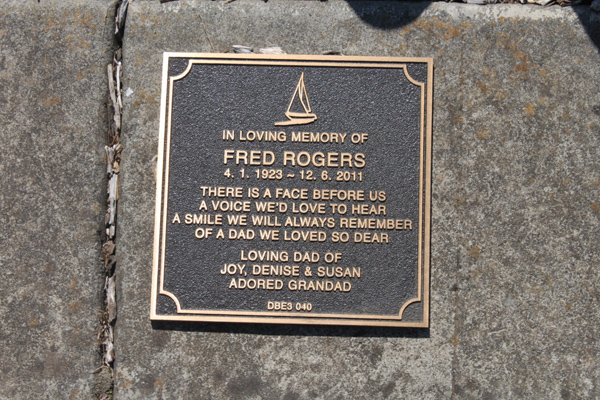 IN LOVING MEMORY OF
FRED ROGERS
4. 1. 1923 ~ 12. 6. 2011
THERE IS A FACE BEFORE US
A VOICE WE'D LOVE TO HEAR
A SMILE WE WILL ALWAYS REMEMBER
OF A DAD WE LOVED SO DEAR
LOVING DAD OF
JOY, DENISE & SUSAN
ADORED GRANDAD
DBE3 040